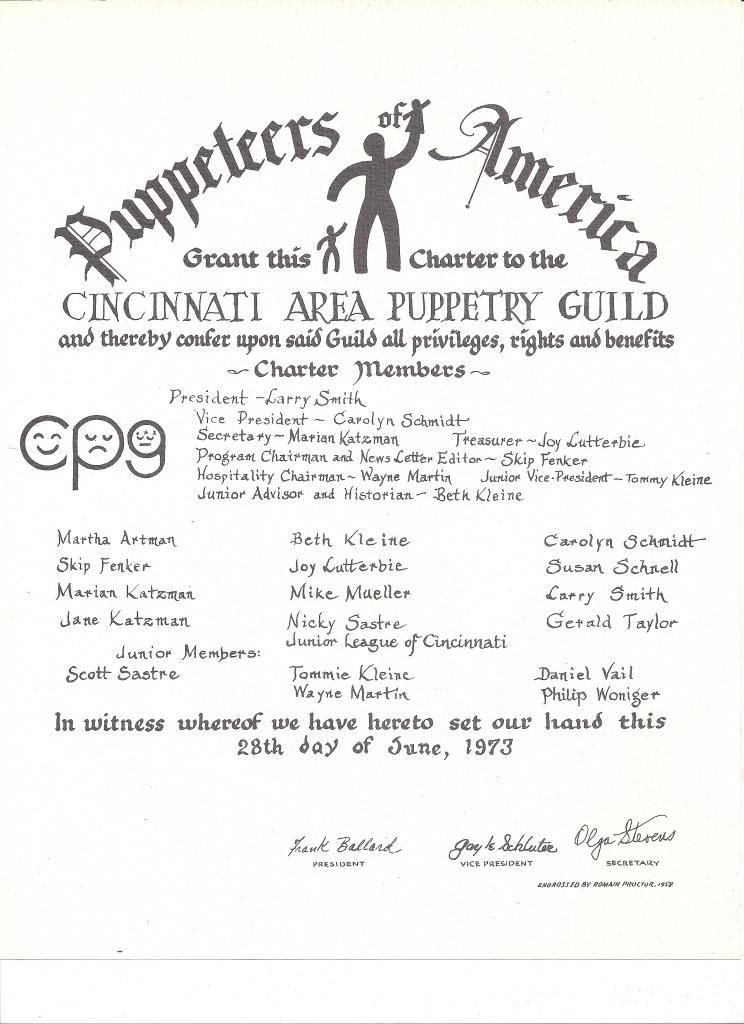 Puppeteers of America
Grant this Charter to the
CINCINNATI AREA PUPPETRY GUILD
and thereby confer upon said Guild all privileges, rights and benefits
~ Charter Members ~
President ~ Larry Smith
Vice President ~ Carolyn Schmidt
Secretary ~ Marian Katzman Treasurer ~ Joy Lutterbie
Program Chairman and News Letter Editor ~ Skip Fenker
Hospitality Chairman ~ Wayne Martin Junior Vice-President ~ Tommy Kleine
Junior Advisor and Historian ~ Beth Kleine
cpg
Martha Artman Beth Kleine Carolyn Schmidt
Skip Fenker Joy Lutterbie Susan Schnell
Marian Katzman Mike Mueller Larry Smith
Jane Katzman Nicky Sastre Gerald Taylor
Junior League of Cincinnati
Junior Members:
Scott Sastre Tommie Kleine Daniel Vail
Wayne Martin Philip Woniger
In witness whereof we have hereto set our hand this
28th day of June, 1973
Frank Ballard Gayle Schluter Olga Stevens
PRESIDENT VICE PRESIDENT SECRETARY
ENGROSSED BY ROMAIN PROCTOR, 1958